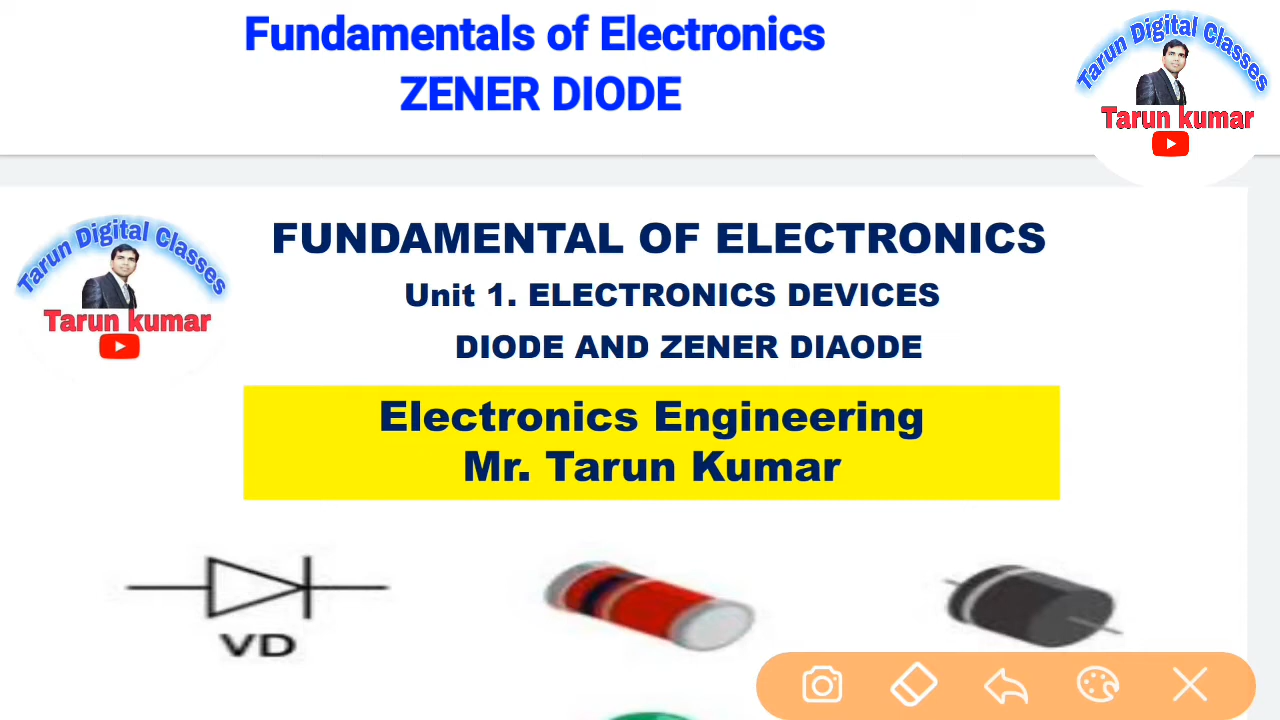 Fundamentals of Electronics
ZENER DIODE
Tarun Digital Classes
Tarun kumar
Tarun Digital Classes
Tarun kumar
FUNDAMENTAL OF ELECTRONICS
Unit 1. ELECTRONICS DEVICES
DIODE AND ZENER DIAODE
Electronics Engineering
Mr. Tarun Kumar
VD